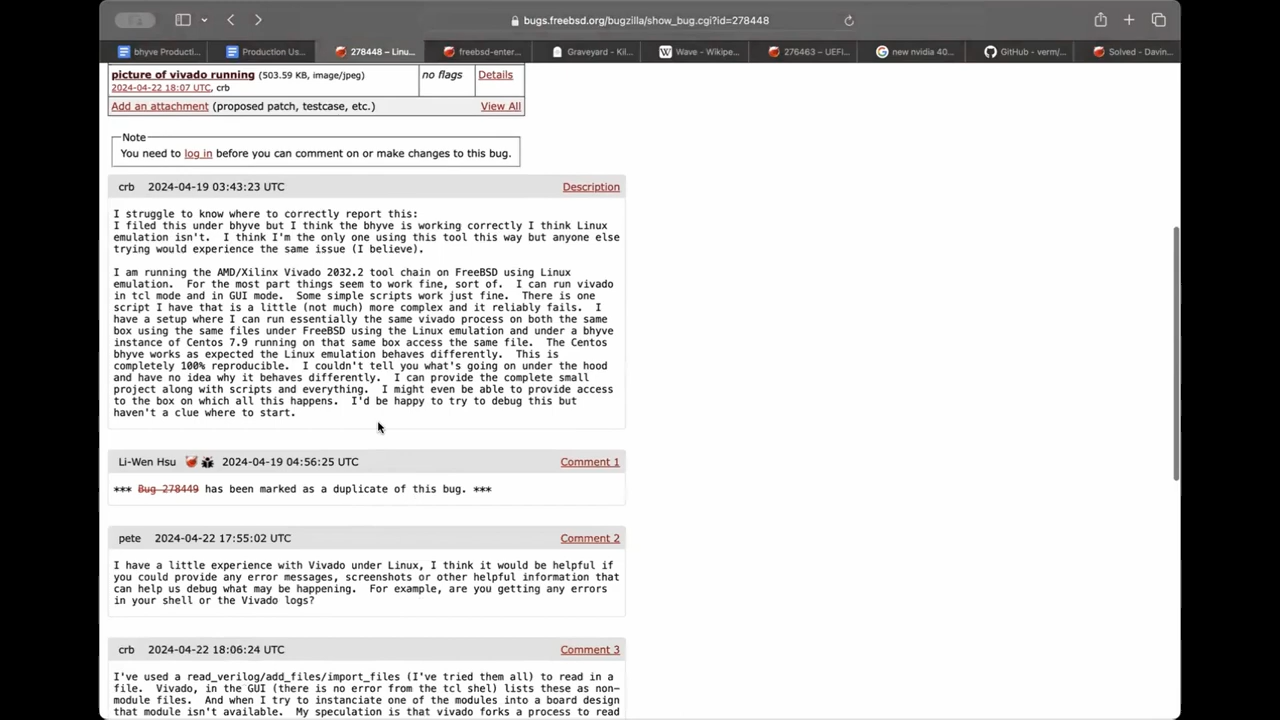 bugs.freebsd.org/bugzilla/show_bug.cgi?id=278448
bhyve Producti... Production Us... 278448 – Linu... freebsd-enter... Graveyard - Kil... Wave - Wikipe... 276463 – UEFI... new nvidia 40... GitHub - verm/... Solved - Davin...
picture of vivado running (503.59 KB, image/jpeg) no flags Details
2024-04-22 18:07 UTC, crb
Add an attachment (proposed patch, testcase, etc.) View All
Note
You need to log in before you can comment on or make changes to this bug.
crb 2024-04-19 03:43:23 UTC Description
I struggle to know where to correctly report this:
I filed this under bhyve but I think the bhyve is working correctly I think Linux
emulation isn't. I think I'm the only one using this tool this way but anyone else
trying would experience the same issue (I believe).
I am running the AMD/Xilinx Vivado 2032.2 tool chain on FreeBSD using Linux
emulation. For the most part things seem to work fine, sort of. I can run vivado
in tcl mode and in GUI mode. Some simple scripts work just fine. There is one
script I have that is a little (not much) more complex and it reliably fails. I
have a setup where I can run essentially the same vivado process on both the same
box using the same files under FreeBSD using the Linux emulation and under a bhyve
instance of Centos 7.9 running on that same box access the same file. The Centos
bhyve works as expected the Linux emulation behaves differently. This is
completely 100% reproducible. I couldn't tell you what's going on under the hood
and have no idea why it behaves differently. I can provide the complete small
project along with scripts and everything. I might even be able to provide access
to the box on which all this happens. I'd be happy to try to debug this but
haven't a clue where to start.
Li-Wen Hsu 2024-04-19 04:56:25 UTC Comment 1
*** Bug 278449 has been marked as a duplicate of this bug. ***
pete 2024-04-22 17:55:02 UTC Comment 2
I have a little experience with Vivado under Linux, I think it would be helpful if
you could provide any error messages, screenshots or other helpful information that
can help us debug what may be happening. For example, are you getting any errors
in your shell or the Vivado logs?
crb 2024-04-22 18:06:24 UTC Comment 3
I've used a read_verilog/add_files/import_files (I've tried them all) to read in a
file. Vivado, in the GUI (there is no error from the tcl shel) lists these as non-
module files. And when I try to instanciate one of the modules into a board design
that module isn't available. My speculation is that vivado forks a process to read